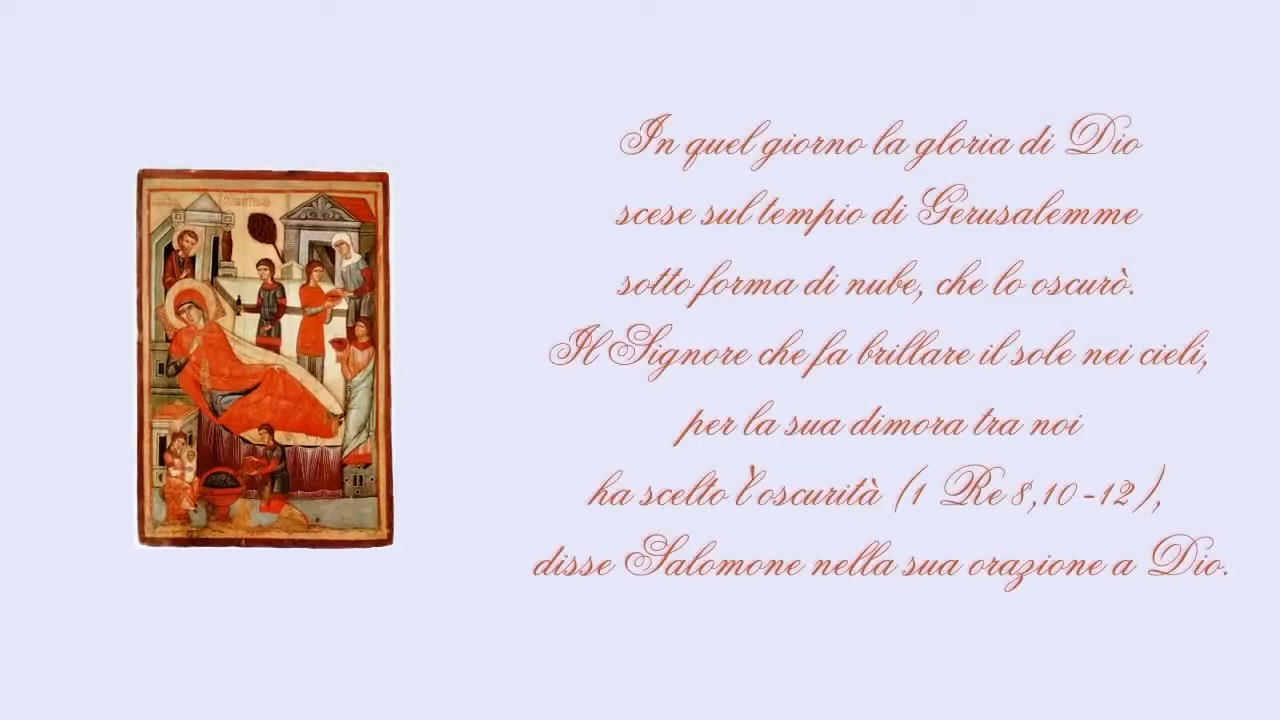 In quel giorno la gloria di Dio
scese sul tempio di Gerusalemme
sotto forma di nube, che lo oscurò.
Il Signore che fa brillare il sole nei cieli,
per la sua dimora tra noi
ha scelto l'oscurità (1 Re 8,10-12),
disse Salomone nella sua orazione a Dio.